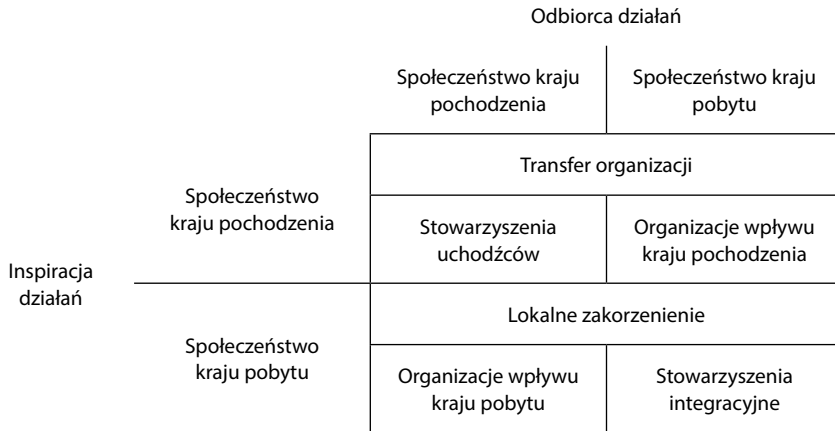 Odbiorca działań
Społeczeństwo kraju
pochodzenia
Społeczeństwo kraju
pobytu
Transfer organizacji
Społeczeństwo
kraju pochodzenia
Stowarzyszenia
uchodźców
Organizacje wpływu
kraju pochodzenia
Inspiracja
działań
Lokalne zakorzenienie
Społeczeństwo
kraju pobytu
Organizacje wpływu
kraju pobytu
Stowarzyszenia
integracyjne